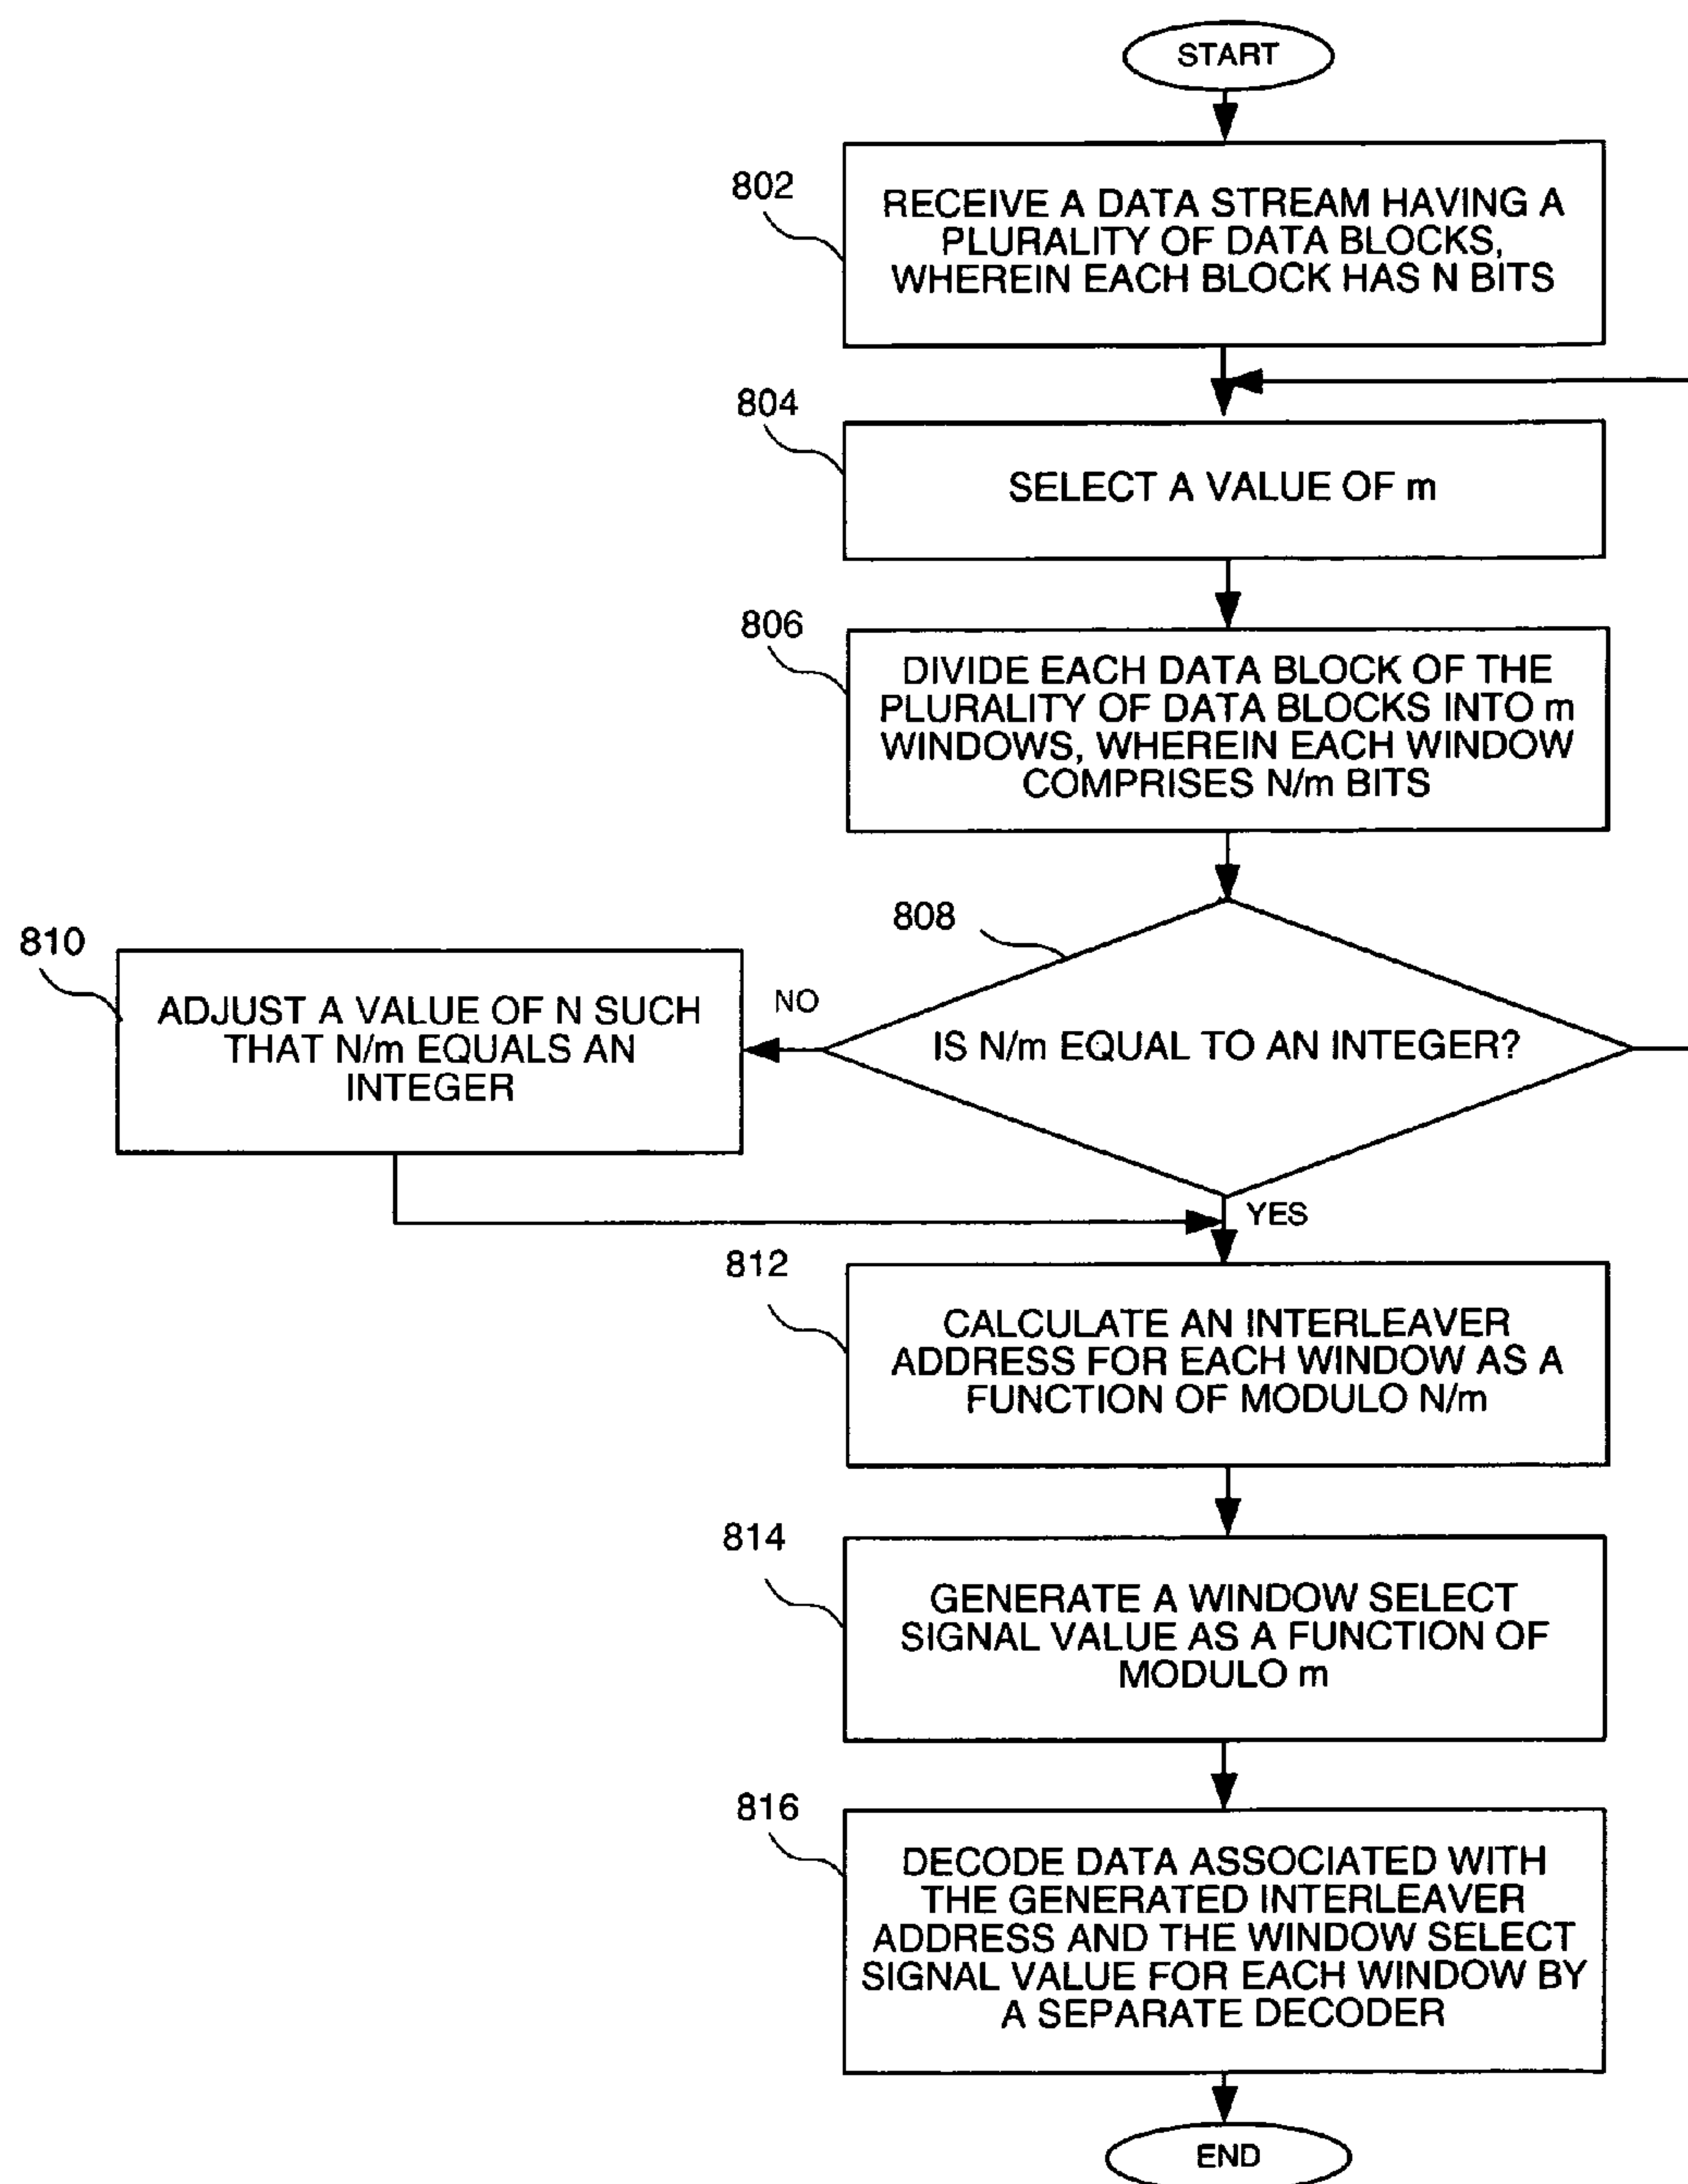 START
802
RECEIVE A DATA STREAM HAVING A
PLURALITY OF DATA BLOCKS,
WHEREIN EACH BLOCK HAS N BITS
804
SELECT A VALUE OF m
806
DIVIDE EACH DATA BLOCK OF THE
PLURALITY OF DATA BLOCKS INTO m
WINDOWS, WHEREIN EACH WINDOW
COMPRISES N/m BITS
808
IS N/m EQUAL TO AN INTEGER?
NO
810
ADJUST A VALUE OF N SUCH
THAT N/m EQUALS AN
INTEGER
YES
812
CALCULATE AN INTERLEAVER
ADDRESS FOR EACH WINDOW AS A
FUNCTION OF MODULO N/m
814
GENERATE A WINDOW SELECT
SIGNAL VALUE AS A FUNCTION OF
MODULO m
816
DECODE DATA ASSOCIATED WITH
THE GENERATED INTERLEAVER
ADDRESS AND THE WINDOW SELECT
SIGNAL VALUE FOR EACH WINDOW BY
A SEPARATE DECODER
END